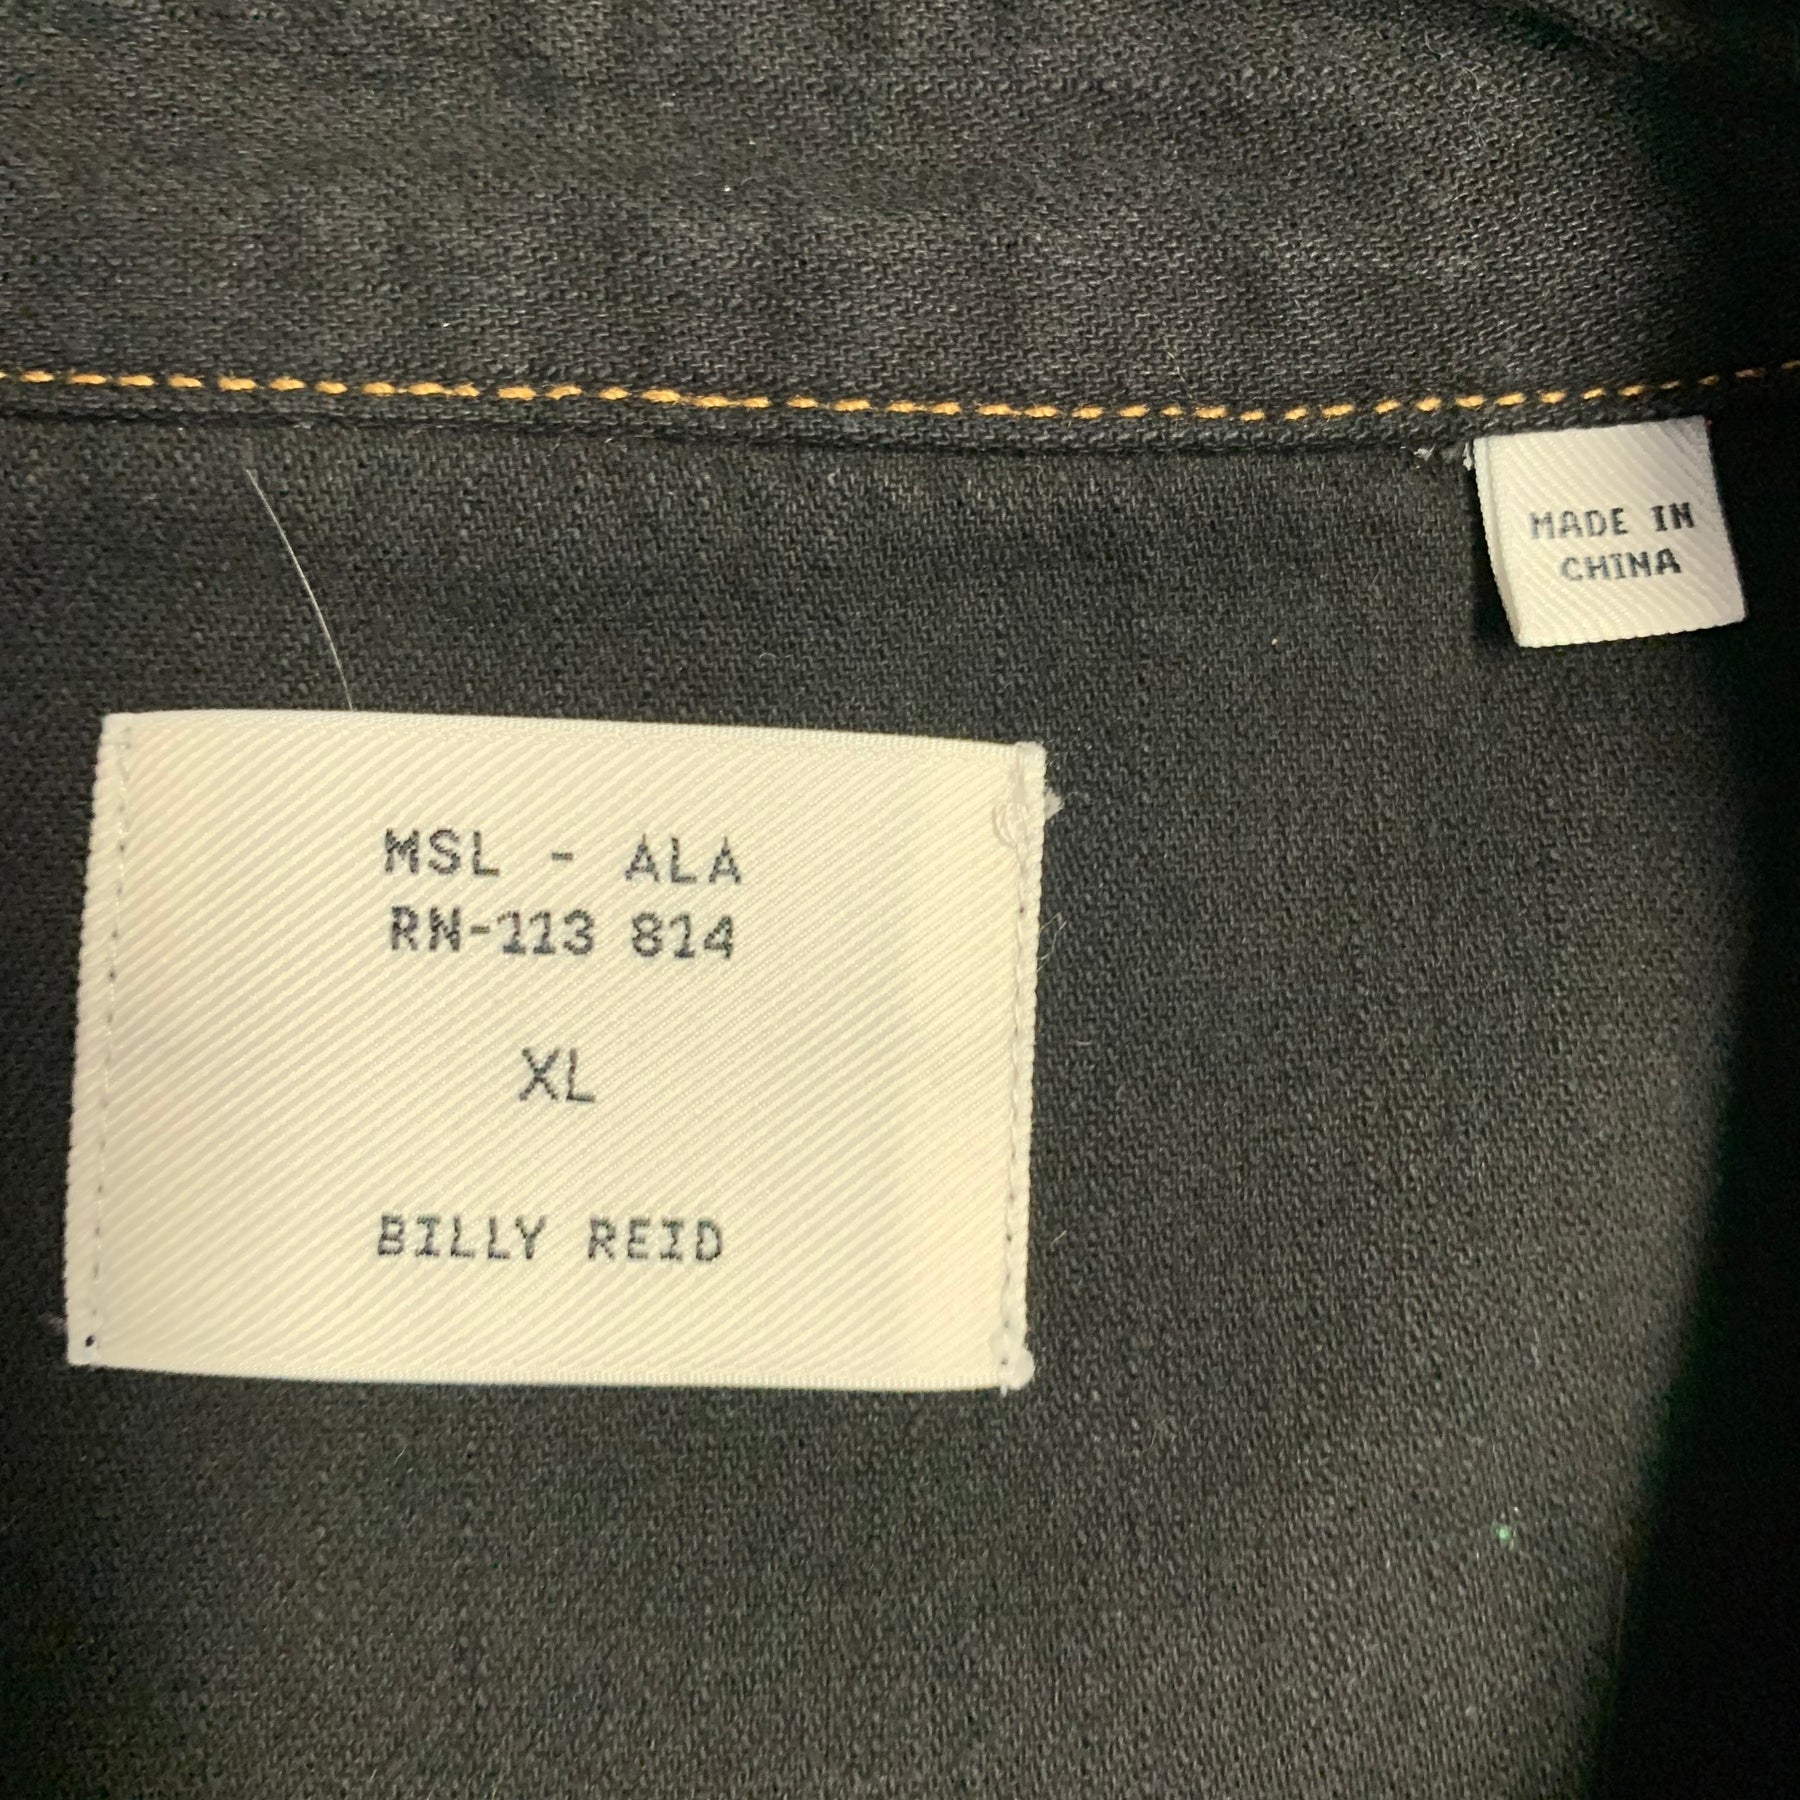 MADE IN
CHINA
MSL - ALA
RN-113 814
XL
BILLY REID